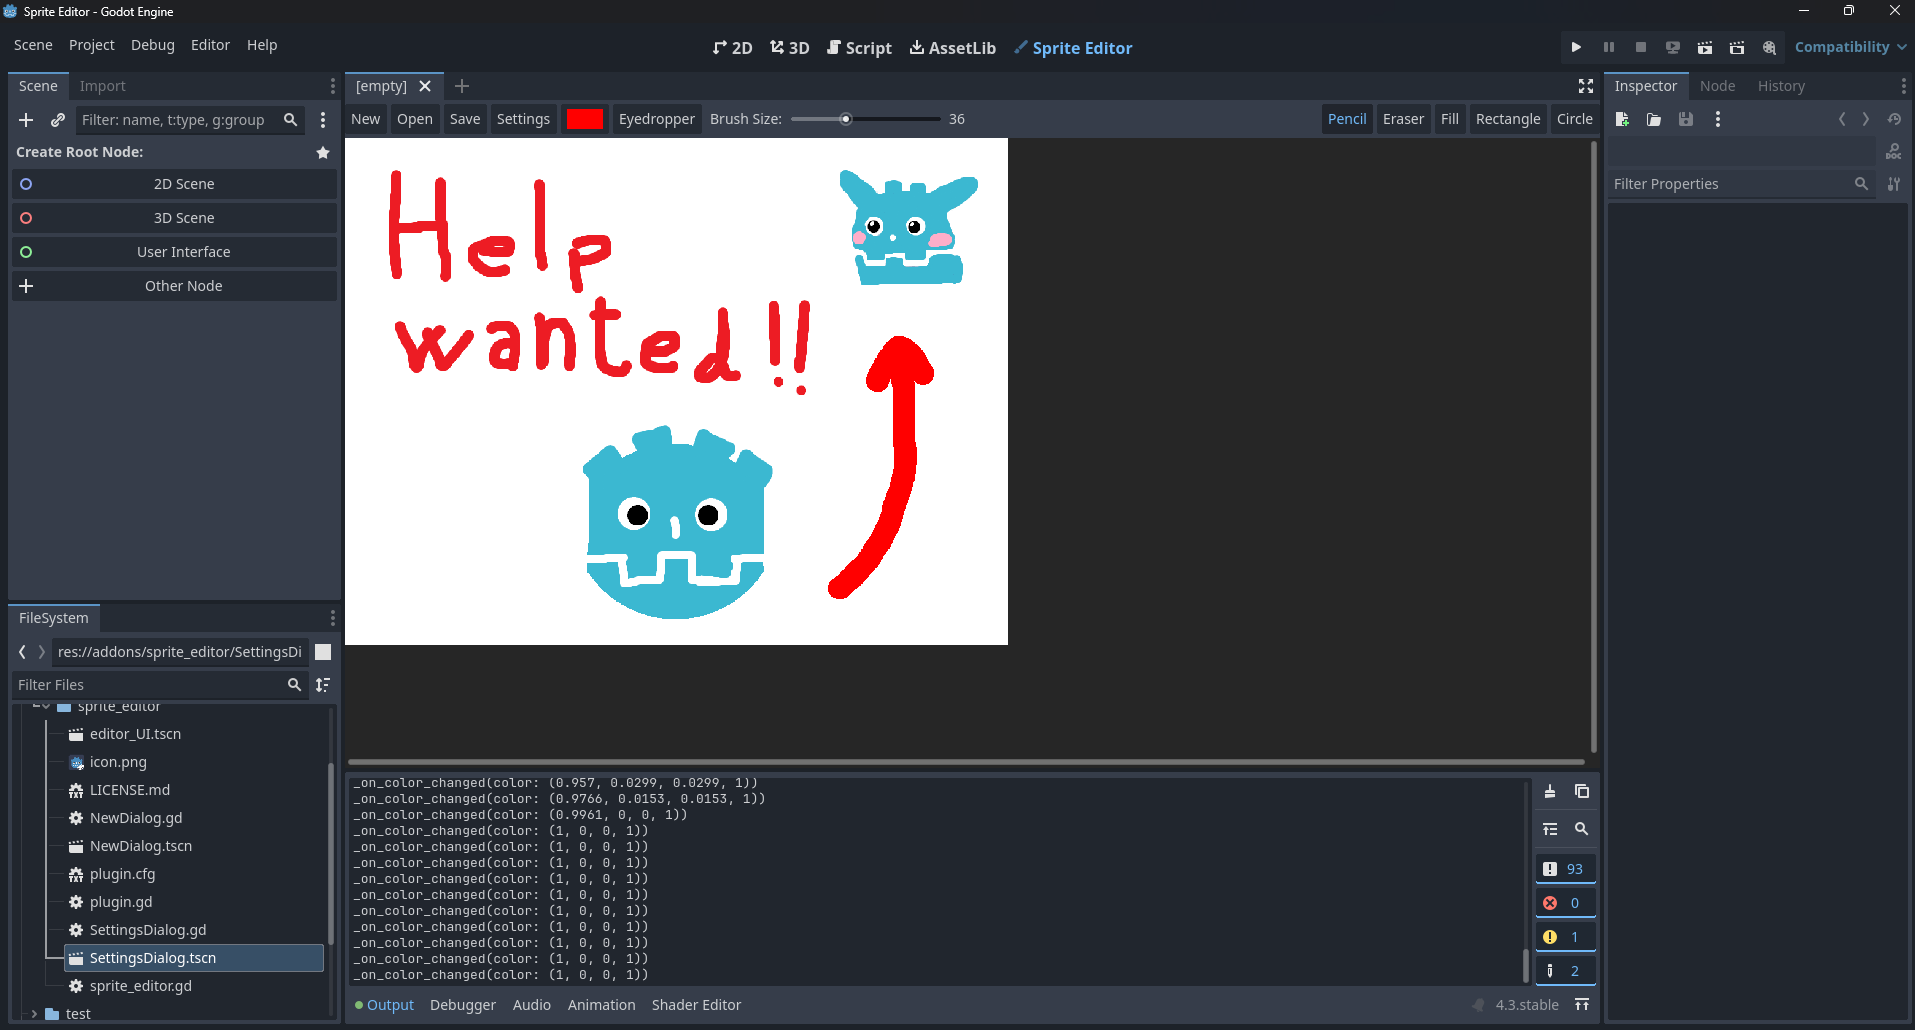 Sprite Editor - Godot Engine
Scene Project Debug Editor Help
2D 3D Script AssetLib Sprite Editor
Compatibility
Scene Import
[empty]
Inspector Node History
Filter: name, t:type, g:group
New Open Save Settings Eyedropper Brush Size: 36
Pencil Eraser Fill Rectangle Circle
Create Root Node:
2D Scene
3D Scene
User Interface
Other Node
DOC
Filter Properties
Help
wanted!!
FileSystem
res://addons/sprite_editor/SettingsDi
Filter Files
sprite_editor
editor_UI.tscn
icon.png
LICENSE.md
NewDialog.gd
NewDialog.tscn
plugin.cfg
plugin.gd
SettingsDialog.gd
SettingsDialog.tscn
sprite_editor.gd
test
_on_color_changed(color: (0.957, 0.0299, 0.0299, 1))
_on_color_changed(color: (0.9766, 0.0153, 0.0153, 1))
_on_color_changed(color: (0.9961, 0, 0, 1))
_on_color_changed(color: (1, 0, 0, 1))
_on_color_changed(color: (1, 0, 0, 1))
_on_color_changed(color: (1, 0, 0, 1))
_on_color_changed(color: (1, 0, 0, 1))
_on_color_changed(color: (1, 0, 0, 1))
_on_color_changed(color: (1, 0, 0, 1))
_on_color_changed(color: (1, 0, 0, 1))
_on_color_changed(color: (1, 0, 0, 1))
_on_color_changed(color: (1, 0, 0, 1))
_on_color_changed(color: (1, 0, 0, 1))
93
0
1
2
Output Debugger Audio Animation Shader Editor
4.3.stable